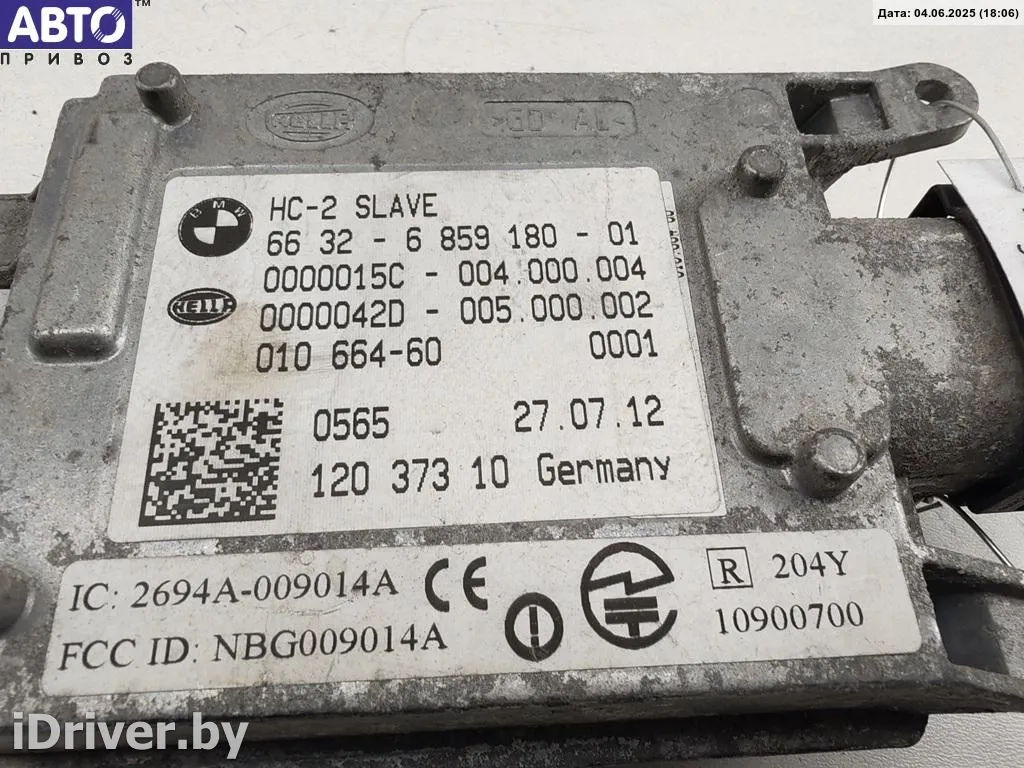 АВТО™
ПРИВОЗ
Дата: 04.06.2025 (18:06)
HELLA
>GD AL<
BMW
HC-2 SLAVE
66 32 - 6 859 180 - 01
0000015C - 004.000.004
HELLA
0000042D - 005.000.002
010 664-60 0001
0565 27.07.12
120 373 10 Germany
IC: 2694A-009014A CE
FCC ID: NBG009014A
R 204Y
10900700
iDriver.by